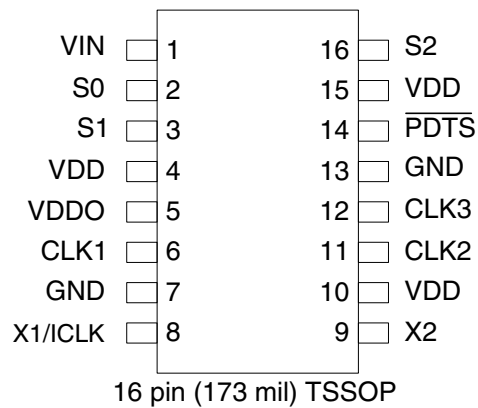 VIN 1 16 S2
S0 2 15 VDD
S1 3 14 PDTS
VDD 4 13 GND
VDDO 5 12 CLK3
CLK1 6 11 CLK2
GND 7 10 VDD
X1/ICLK 8 9 X2
16 pin (173 mil) TSSOP